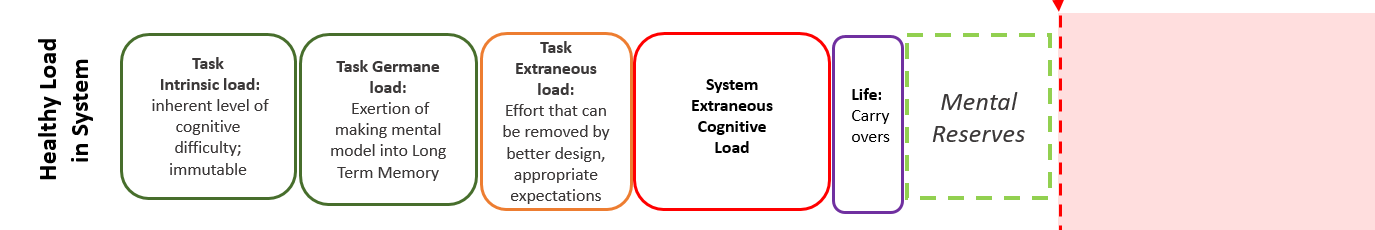 Healthy Load
in System
Task
Intrinsic load:
inherent level of
cognitive
difficulty;
immutable
Task Germane
load:
Exertion of
making mental
model into Long
Term Memory
Task
Extraneous
load:
Effort that can
be removed by
better design,
appropriate
expectations
System
Extraneous
Cognitive
Load
Life:
Carry
overs
Mental
Reserves